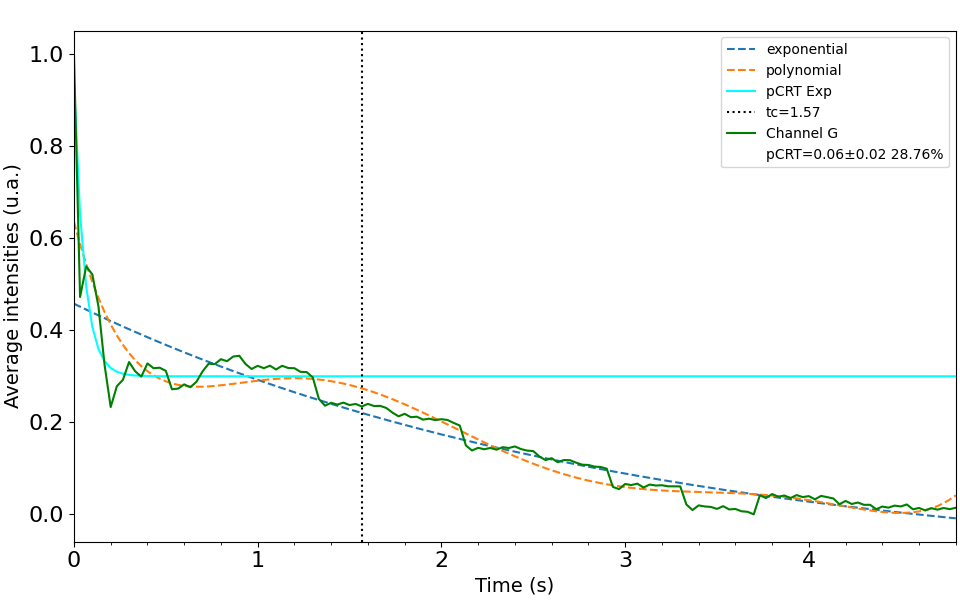 1.0
0.8
0.6
0.4
0.2
0.0
Average intensities (u.a.)
exponential
polynomial
pCRT Exp
tc=1.57
Channel G
pCRT=0.06±0.02 28.76%
0 1 2 3 4
Time (s)